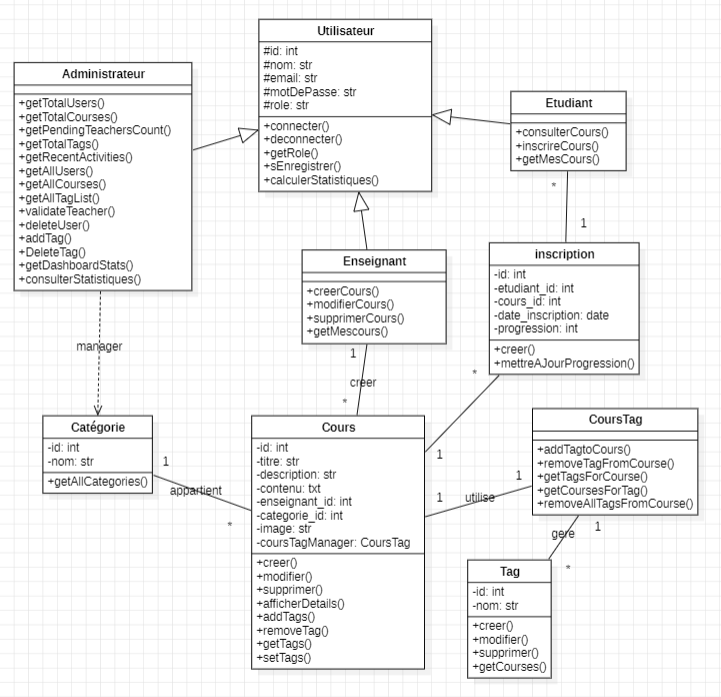 Utilisateur
#id: int
#nom: str
#email: str
#motDePasse: str
#role: str
+connecter()
+deconnecter()
+getRole()
+sEnregistrer()
+calculerStatistiques()
Administrateur
+getTotalUsers()
+getTotalCourses()
+getPendingTeachersCount()
+getTotalTags()
+getRecentActivities()
+getAllUsers()
+getAllCourses()
+getAllTagList()
+validateTeacher()
+deleteUser()
+addTag()
+DeleteTag()
+getDashboardStats()
+consulterStatistiques()
Etudiant
+consulterCours()
+inscrireCours()
+getMesCours()
*
1
Enseignant
+creerCours()
+modifierCours()
+supprimerCours()
+getMescours()
1
creer
*
inscription
-id: int
-etudiant_id: int
-cours_id: int
-date_inscription: date
-progression: int
+creer()
+mettreAJourProgression()
*
1
manager
Catégorie
-id: int
-nom: str
+getAllCategories()
1
appartient
*
Cours
-id: int
-titre: str
-description: str
-contenu: txt
-enseignant_id: int
-categorie_id: int
-image: str
-coursTagManager: CoursTag
+creer()
+modifier()
+supprimer()
+afficherDetails()
+addTags()
+removeTag()
+getTags()
+setTags()
1
utilise
1
CoursTag
+addTagtoCours()
+removeTagFromCourse()
+getTagsForCourse()
+getCoursesForTag()
+removeAllTagsFromCourse()
1
gere
*
Tag
-id: int
-nom: str
+creer()
+modifier()
+supprimer()
+getCourses()